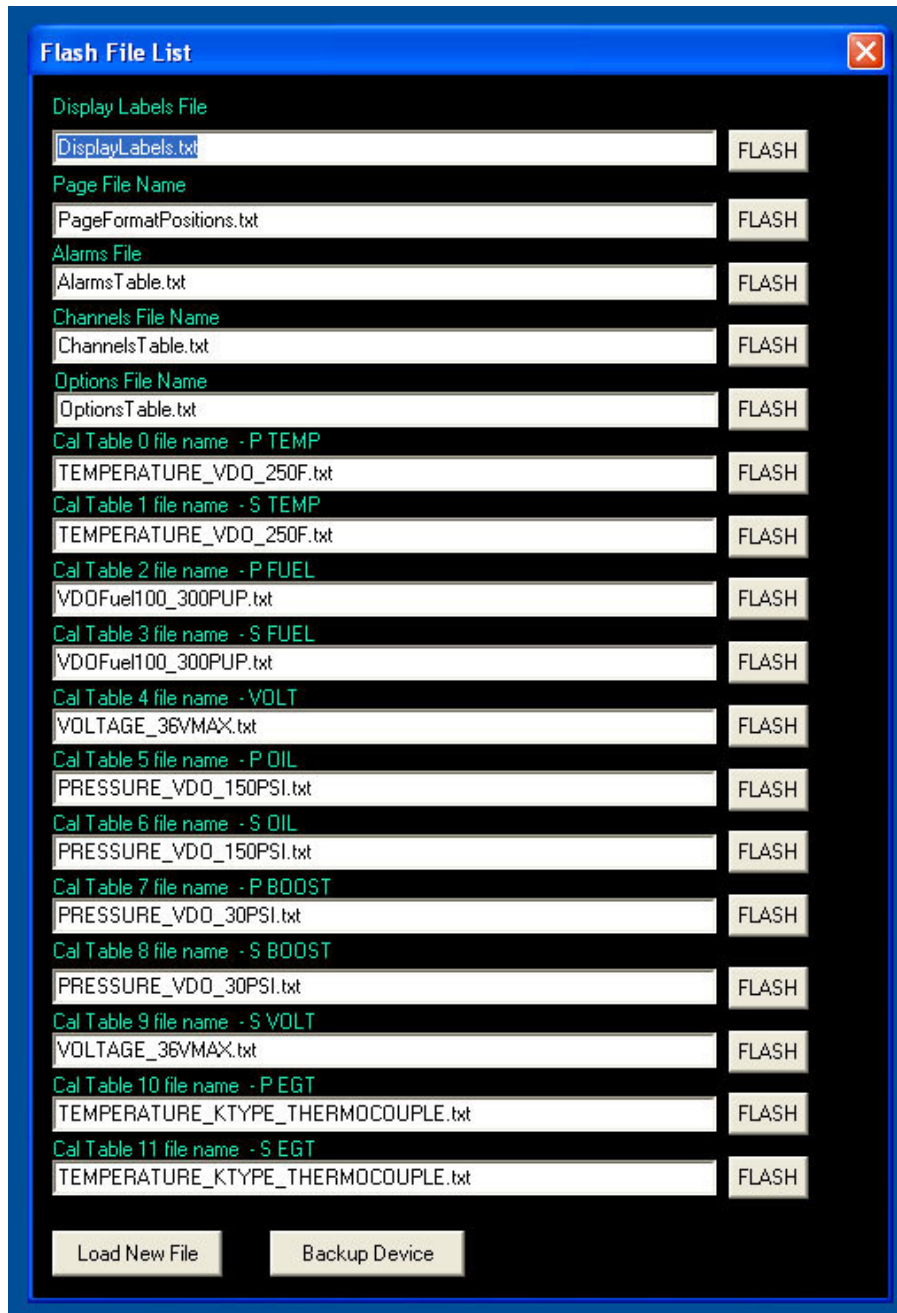 Flash File List
Display Labels File
DisplayLabels.txt FLASH
Page File Name
PageFormatPositions.txt FLASH
Alarms File
AlarmsTable.txt FLASH
Channels File Name
ChannelsTable.txt FLASH
Options File Name
OptionsTable.txt FLASH
Cal Table 0 file name - P TEMP
TEMPERATURE_VDO_250F.txt FLASH
Cal Table 1 file name - S TEMP
TEMPERATURE_VDO_250F.txt FLASH
Cal Table 2 file name - P FUEL
VDOFuel100_300PUP.txt FLASH
Cal Table 3 file name - S FUEL
VDOFuel100_300PUP.txt FLASH
Cal Table 4 file name - VOLT
VOLTAGE_36VMAX.txt FLASH
Cal Table 5 file name - P OIL
PRESSURE_VDO_150PSI.txt FLASH
Cal Table 6 file name - S OIL
PRESSURE_VDO_150PSI.txt FLASH
Cal Table 7 file name - P BOOST
PRESSURE_VDO_30PSI.txt FLASH
Cal Table 8 file name - S BOOST
PRESSURE_VDO_30PSI.txt FLASH
Cal Table 9 file name - S VOLT
VOLTAGE_36VMAX.txt FLASH
Cal Table 10 file name - P EGT
TEMPERATURE_KTYPE_THERMOCOUPLE.txt FLASH
Cal Table 11 file name - S EGT
TEMPERATURE_KTYPE_THERMOCOUPLE.txt FLASH
Load New File Backup Device